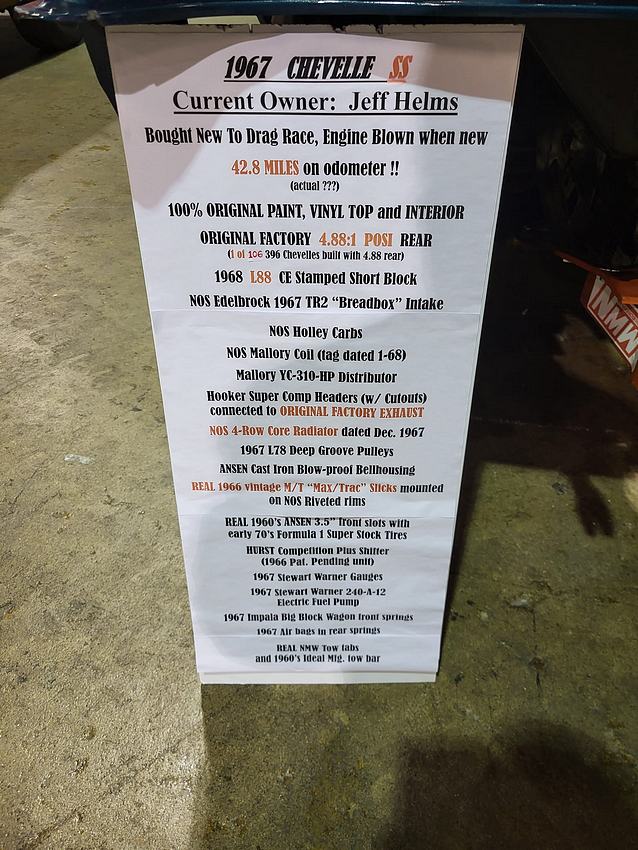 1967 CHEVELLE SS
Current Owner: Jeff Helms
Bought New To Drag Race, Engine Blown when new
42.8 MILES on odometer !!
(actual ???)
100% ORIGINAL PAINT, VINYL TOP and INTERIOR
ORIGINAL FACTORY 4.88:1 POSI REAR
(1 of 106 396 Chevelles built with 4.88 rear)
1968 L88 CE Stamped Short Block
NOS Edelbrock 1967 TR2 “Breadbox” Intake
NOS Holley Carbs
NOS Mallory Coil (tag dated 1-68)
Mallory YC-310-HP Distributor
Hooker Super Comp Headers (w/ Cutouts)
connected to ORIGINAL FACTORY EXHAUST
NOS 4-Row Core Radiator dated Dec. 1967
1967 L78 Deep Groove Pulleys
ANSEN Cast Iron Blow-proof Bellhousing
REAL 1966 vintage M/T “Max/Trac” Slicks mounted
on NOS Riveted rims
REAL 1960's ANSEN 3.5” front slots with
early 70's Formula 1 Super Stock Tires
HURST Competition Plus Shifter
(1966 Pat. Pending unit)
1967 Stewart Warner Gauges
1967 Stewart Warner 240-A-12
Electric Fuel Pump
1967 Impala Big Block Wagon front springs
1967 Air bags in rear springs
REAL NMW Tow tabs
and 1960's Ideal Mfg. tow bar
NMW